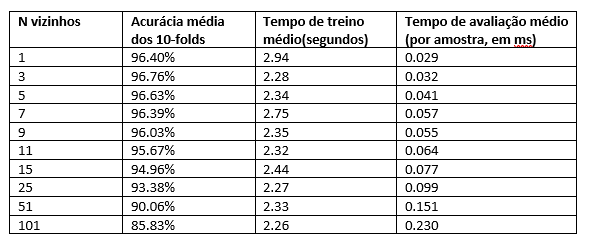 N vizinhos Acurácia média Tempo de treino Tempo de avaliação médio
dos 10-folds médio(segundos) (por amostra, em ms)
1 96.40% 2.94 0.029
3 96.76% 2.28 0.032
5 96.63% 2.34 0.041
7 96.39% 2.75 0.057
9 96.03% 2.35 0.055
11 95.67% 2.32 0.064
15 94.96% 2.44 0.077
25 93.38% 2.27 0.099
51 90.06% 2.33 0.151
101 85.83% 2.26 0.230